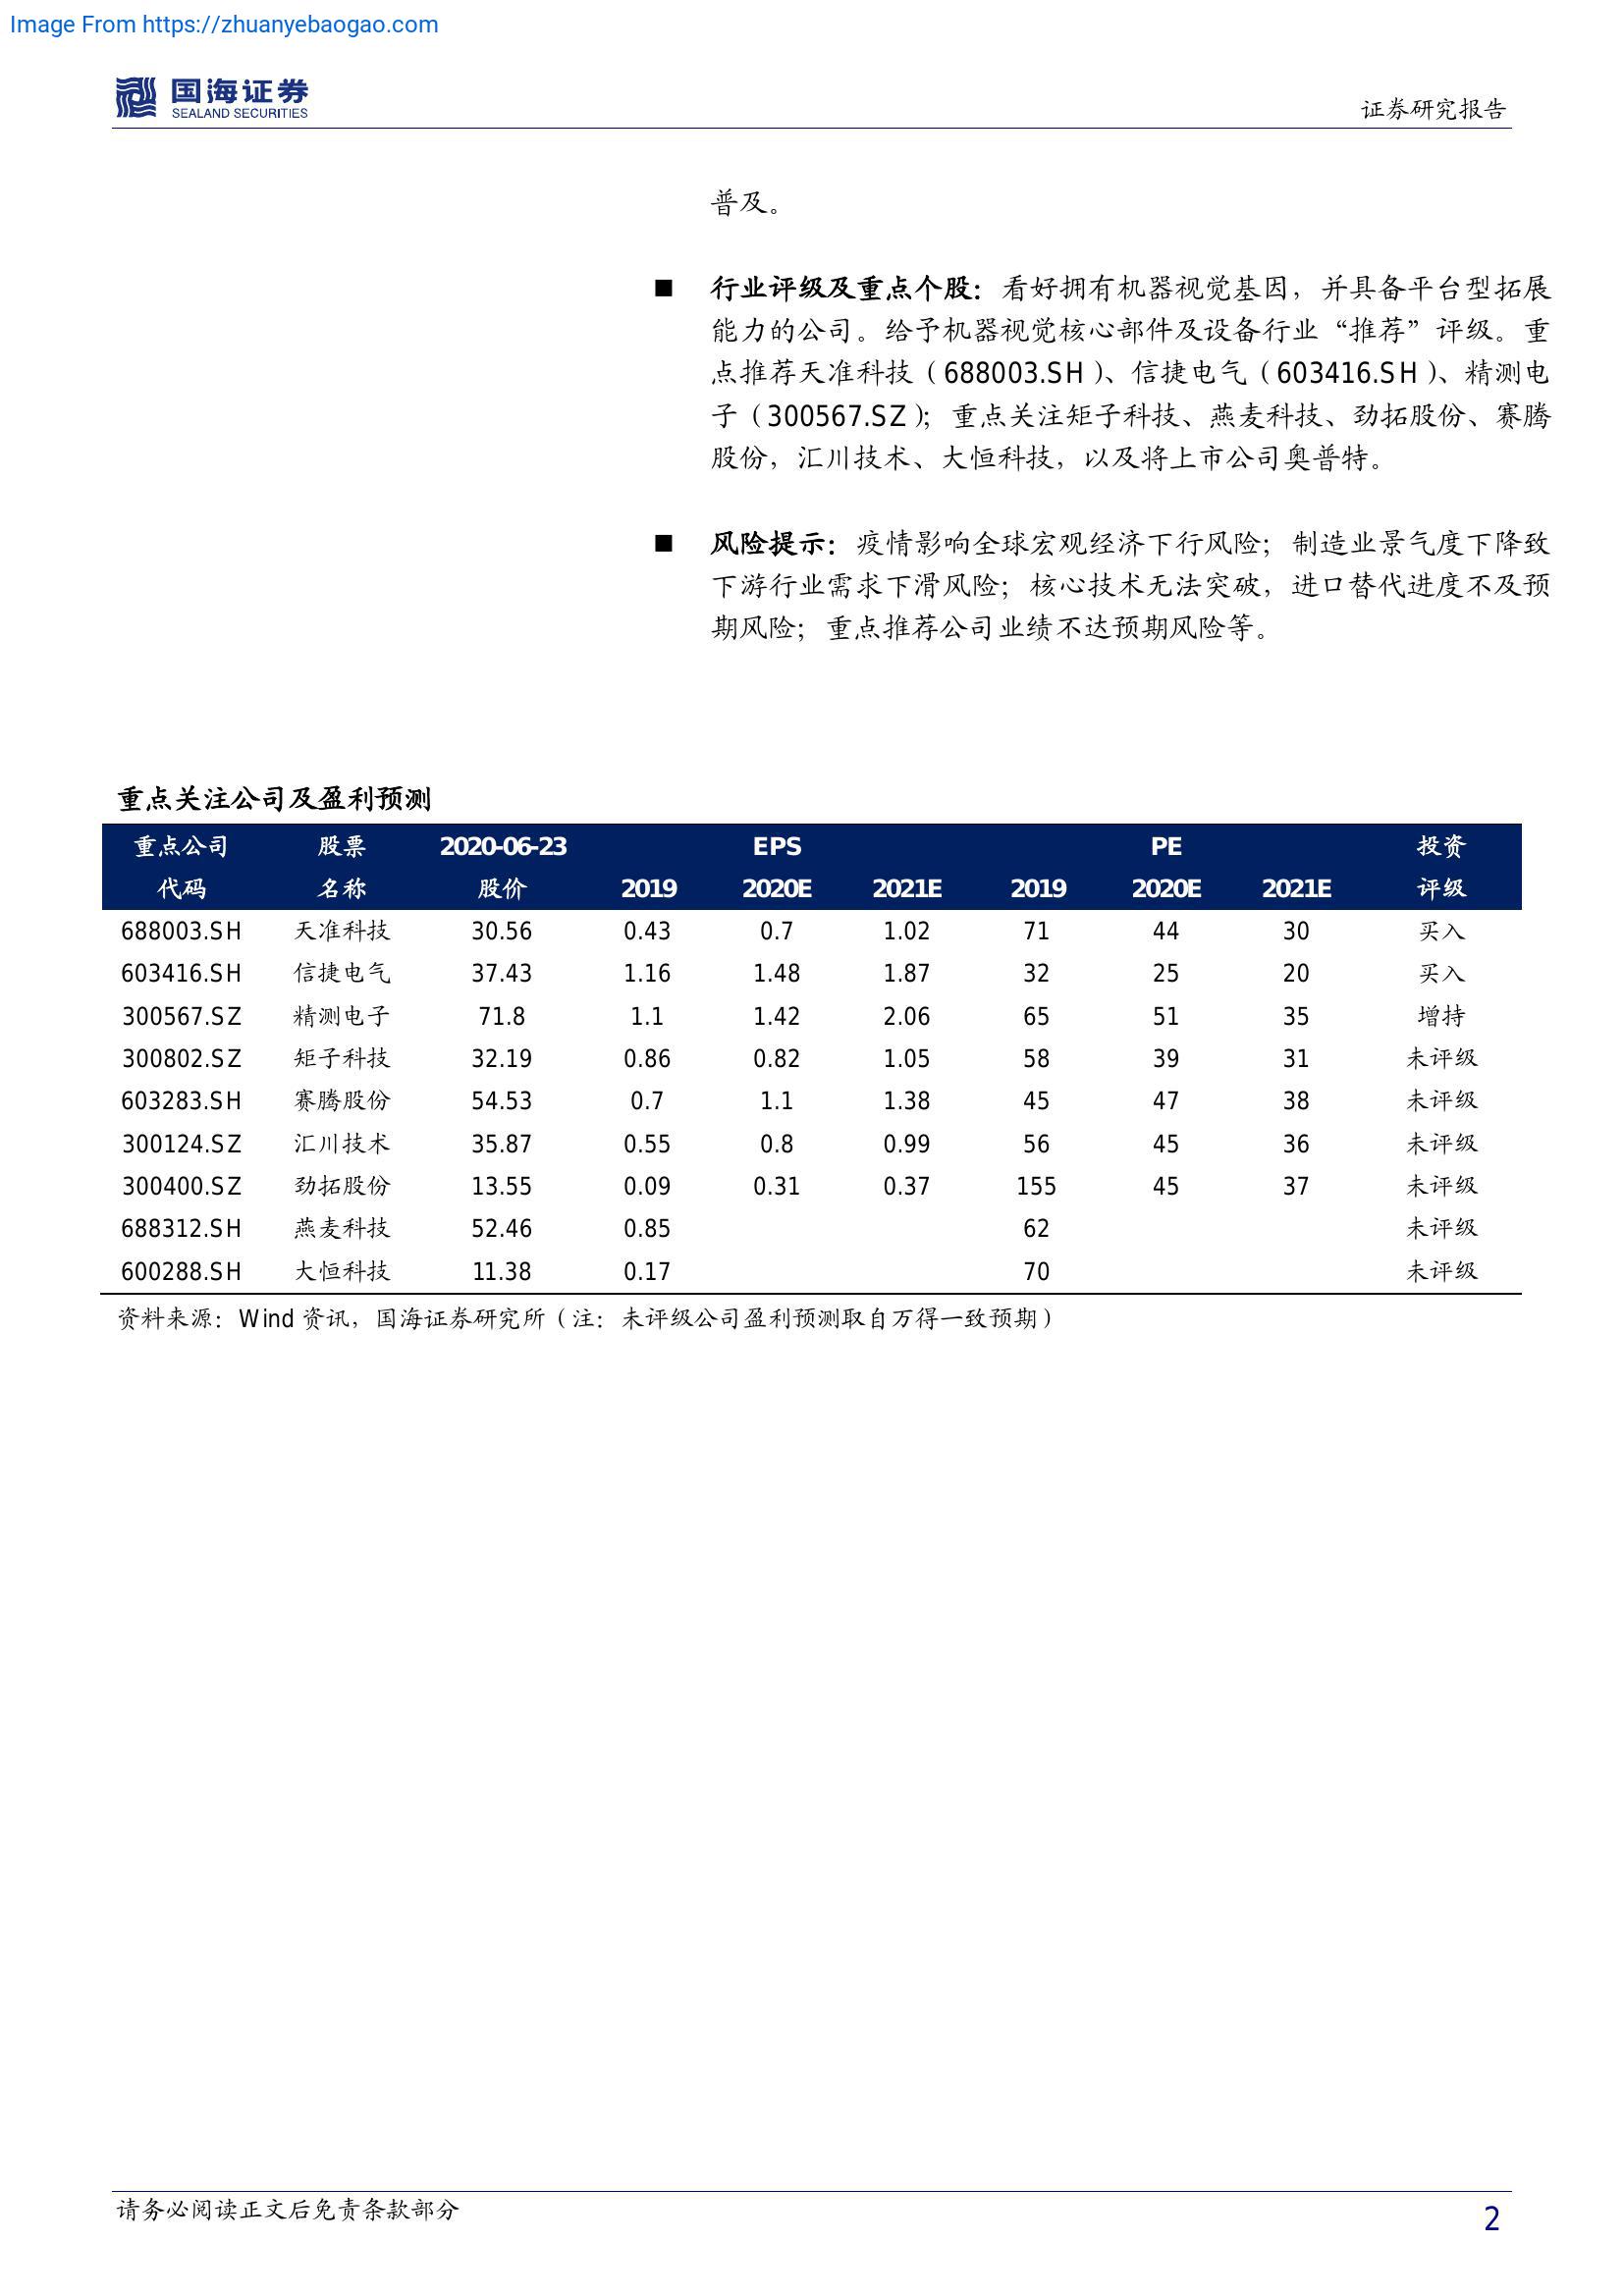 Image From https://zhuanyebaogao.com
国海证券
SEALAND SECURITIES
证券研究报告
普及。
■ 行业评级及重点个股：看好拥有机器视觉基因，并具备平台型拓展
能力的公司。给予机器视觉核心部件及设备行业“推荐”评级。重
点推荐天准科技（688003.SH）、信捷电气（603416.SH）、精测电
子（300567.SZ）；重点关注矩子科技、燕麦科技、劲拓股份、赛腾
股份，汇川技术、大恒科技，以及将上市公司奥普特。
■ 风险提示：疫情影响全球宏观经济下行风险；制造业景气度下降致
下游行业需求下滑风险；核心技术无法突破，进口替代进度不及预
期风险；重点推荐公司业绩不达预期风险等。
重点关注公司及盈利预测
重点公司 股票 2020-06-23 EPS PE 投资
代码 名称 股价 2019 2020E 2021E 2019 2020E 2021E 评级
688003.SH 天准科技 30.56 0.43 0.7 1.02 71 44 30 买入
603416.SH 信捷电气 37.43 1.16 1.48 1.87 32 25 20 买入
300567.SZ 精测电子 71.8 1.1 1.42 2.06 65 51 35 增持
300802.SZ 矩子科技 32.19 0.86 0.82 1.05 58 39 31 未评级
603283.SH 赛腾股份 54.53 0.7 1.1 1.38 45 47 38 未评级
300124.SZ 汇川技术 35.87 0.55 0.8 0.99 56 45 36 未评级
300400.SZ 劲拓股份 13.55 0.09 0.31 0.37 155 45 37 未评级
688312.SH 燕麦科技 52.46 0.85 62 未评级
600288.SH 大恒科技 11.38 0.17 70 未评级
资料来源：Wind 资讯，国海证券研究所（注：未评级公司盈利预测取自万得一致预期）
请务必阅读正文后免责条款部分
2